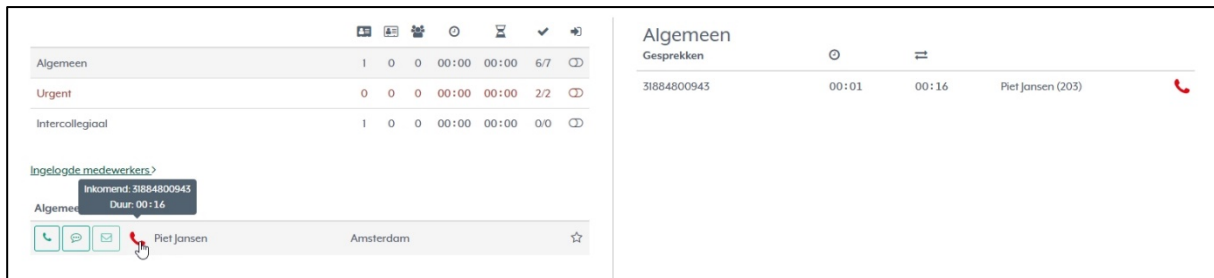 Algemeen 1 0 0 00:00 00:00 6/7
Urgent 0 0 0 00:00 00:00 2/2
Intercollegiaal 1 0 0 00:00 00:00 0/0
Ingelogde medewerkers >
Inkomend: 31884800943
Duur: 00:16
Algemee
Piet Jansen Amsterdam
Algemeen
Gesprekken
31884800943 00:01 00:16 Piet Jansen (203)